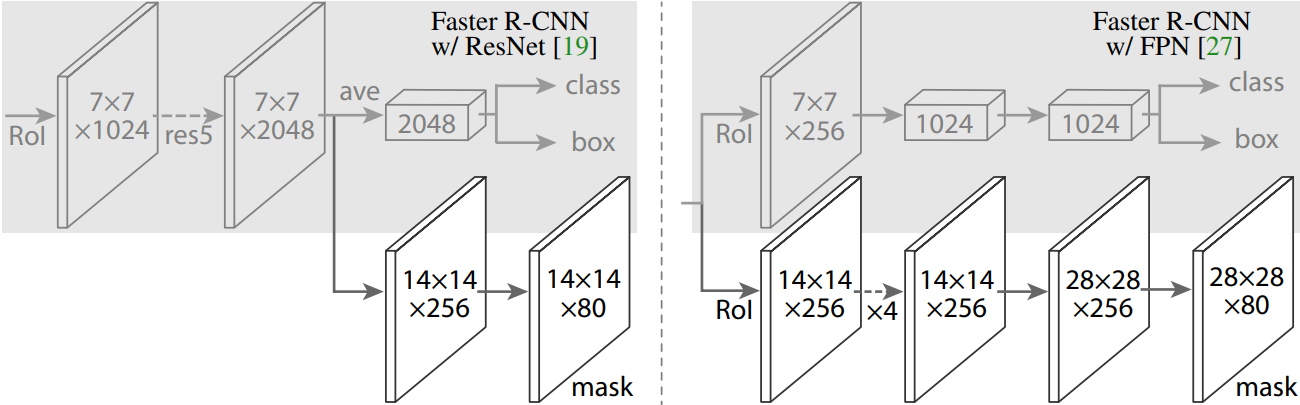 Faster R-CNN
w/ ResNet [19]
RoI
7×7
×1024
res5
7×7
×2048
ave
2048
class
box
14×14
×256
14×14
×80
mask
Faster R-CNN
w/ FPN [27]
RoI
7×7
×256
1024
1024
class
box
RoI
14×14
×256
×4
14×14
×256
28×28
×256
28×28
×80
mask